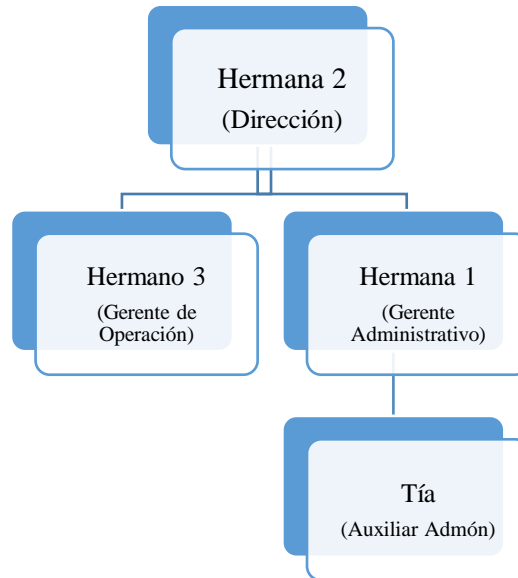 Hermana 2
(Dirección)
Hermano 3
(Gerente de
Operación)
Hermana 1
(Gerente
Administrativo)
Tía
(Auxiliar Admón)